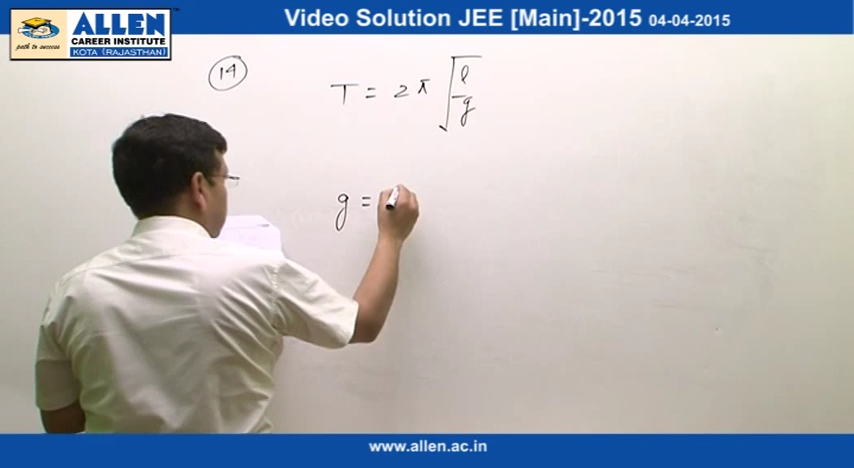 Video Solution JEE [Main]-2015 04-04-2015
ALLEN
CAREER INSTITUTE
KOTA (RAJASTHAN)
path to success
14
T = 2π √(l/g)
g =
www.allen.ac.in